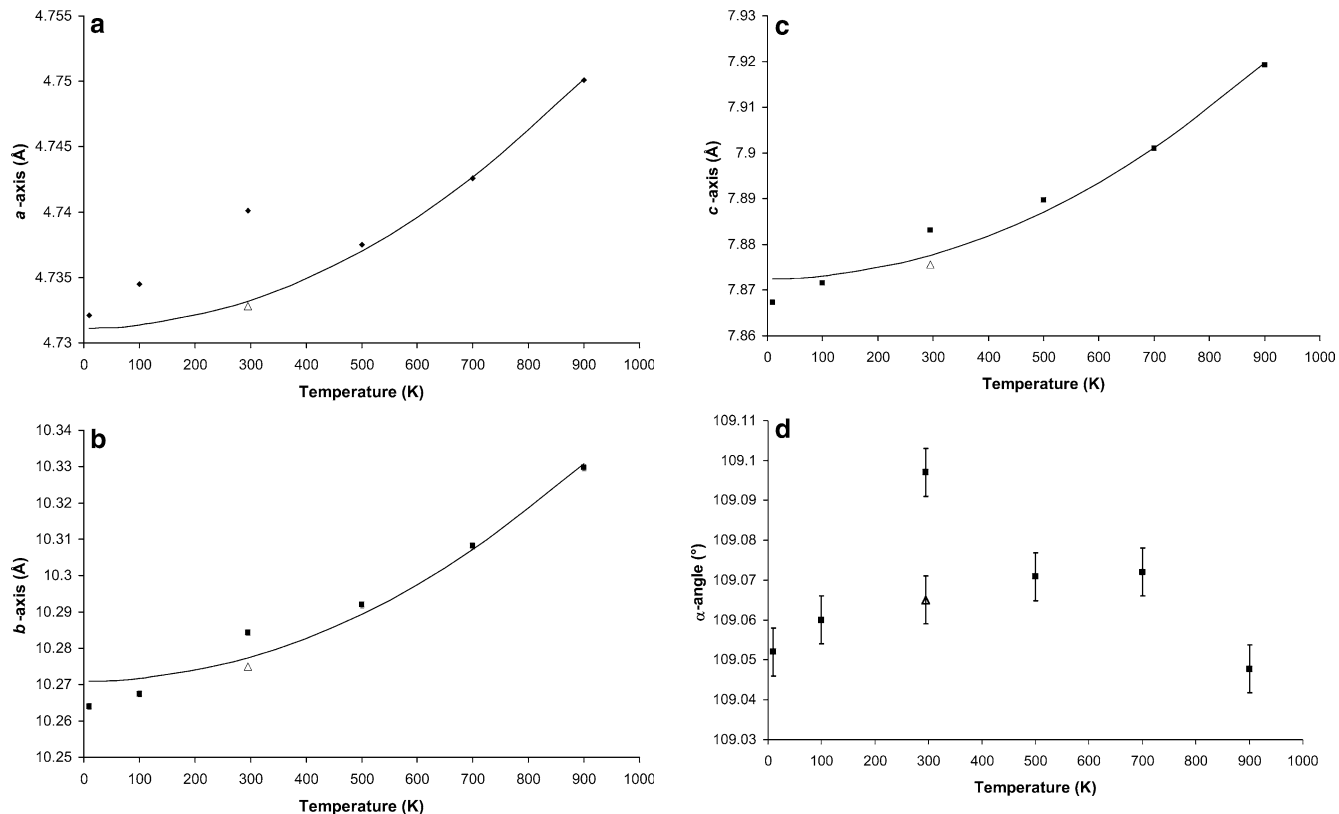 a
4.755
4.75
4.745
4.74
4.735
4.73
a-axis (Å)
0 100 200 300 400 500 600 700 800 900 1000
Temperature (K)
c
7.93
7.92
7.91
7.9
7.89
7.88
7.87
7.86
c-axis (Å)
0 100 200 300 400 500 600 700 800 900 1000
Temperature (K)
b
10.34
10.33
10.32
10.31
10.3
10.29
10.28
10.27
10.26
10.25
b-axis (Å)
0 100 200 300 400 500 600 700 800 900 1000
Temperature (K)
d
109.11
109.1
109.09
109.08
109.07
109.06
109.05
109.04
109.03
α-angle (°)
0 100 200 300 400 500 600 700 800 900 1000
Temperature (K)